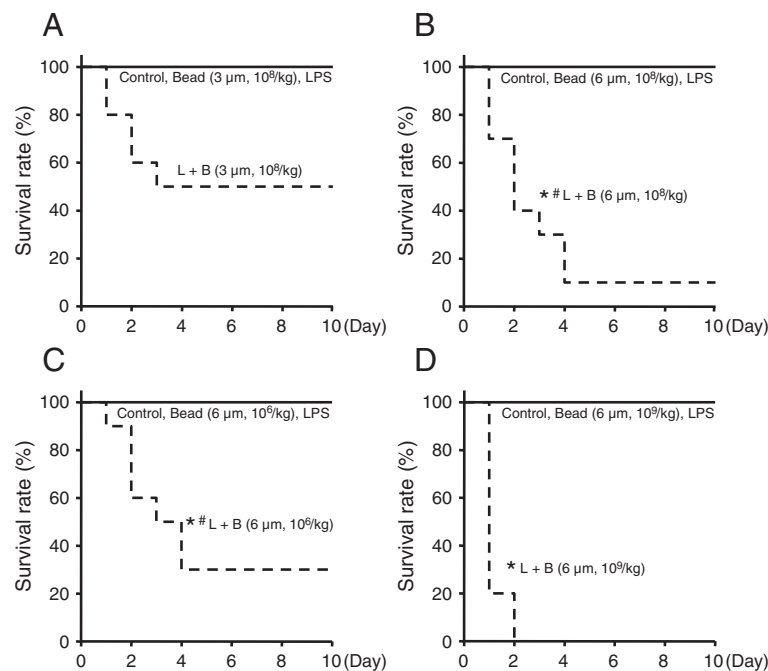 A
Survival rate (%)
100
80
60
40
20
0
Control, Bead (3 µm, 10⁸/kg), LPS
L + B (3 µm, 10⁸/kg)
0 2 4 6 8 10 (Day)
B
Survival rate (%)
100
80
60
40
20
0
Control, Bead (6 µm, 10⁸/kg), LPS
* # L + B (6 µm, 10⁸/kg)
0 2 4 6 8 10 (Day)
C
Survival rate (%)
100
80
60
40
20
0
Control, Bead (6 µm, 10⁶/kg), LPS
* # L + B (6 µm, 10⁶/kg)
0 2 4 6 8 10 (Day)
D
Survival rate (%)
100
80
60
40
20
0
Control, Bead (6 µm, 10⁹/kg), LPS
* L + B (6 µm, 10⁹/kg)
0 2 4 6 8 10 (Day)